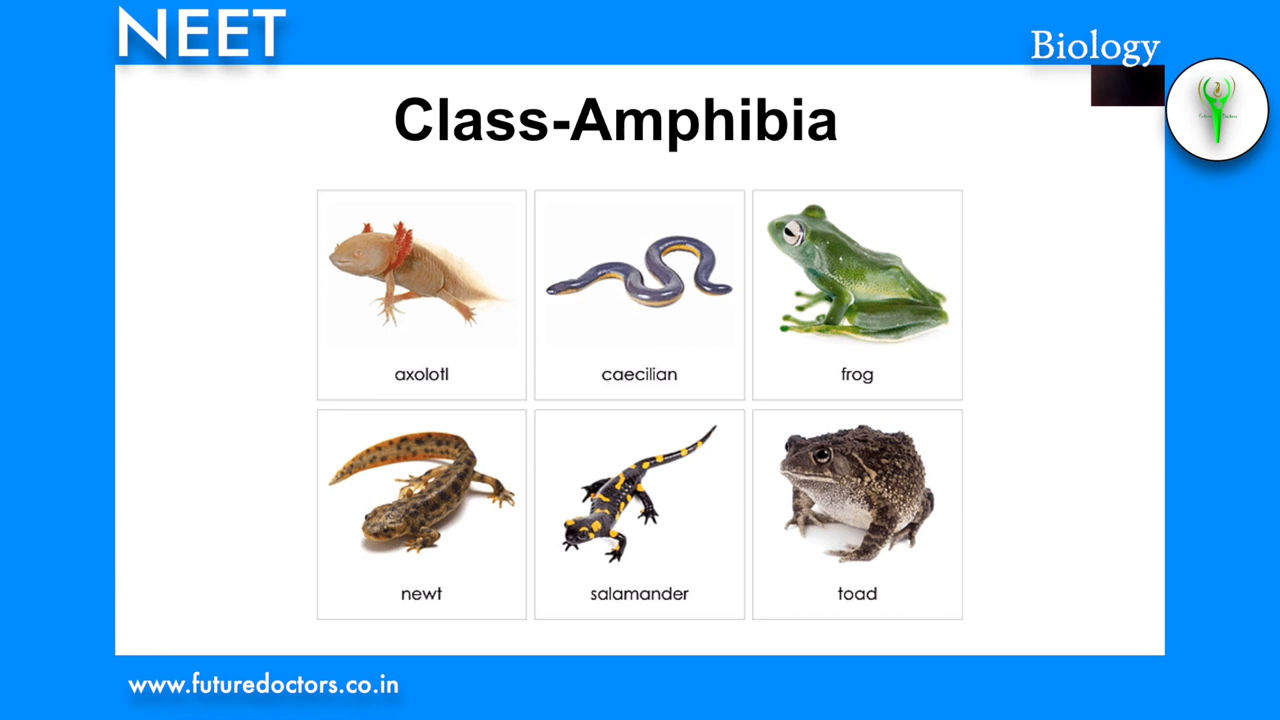 NEET
Biology
Class-Amphibia
axolotl
caecilian
frog
newt
salamander
toad
www.futuredoctors.co.in